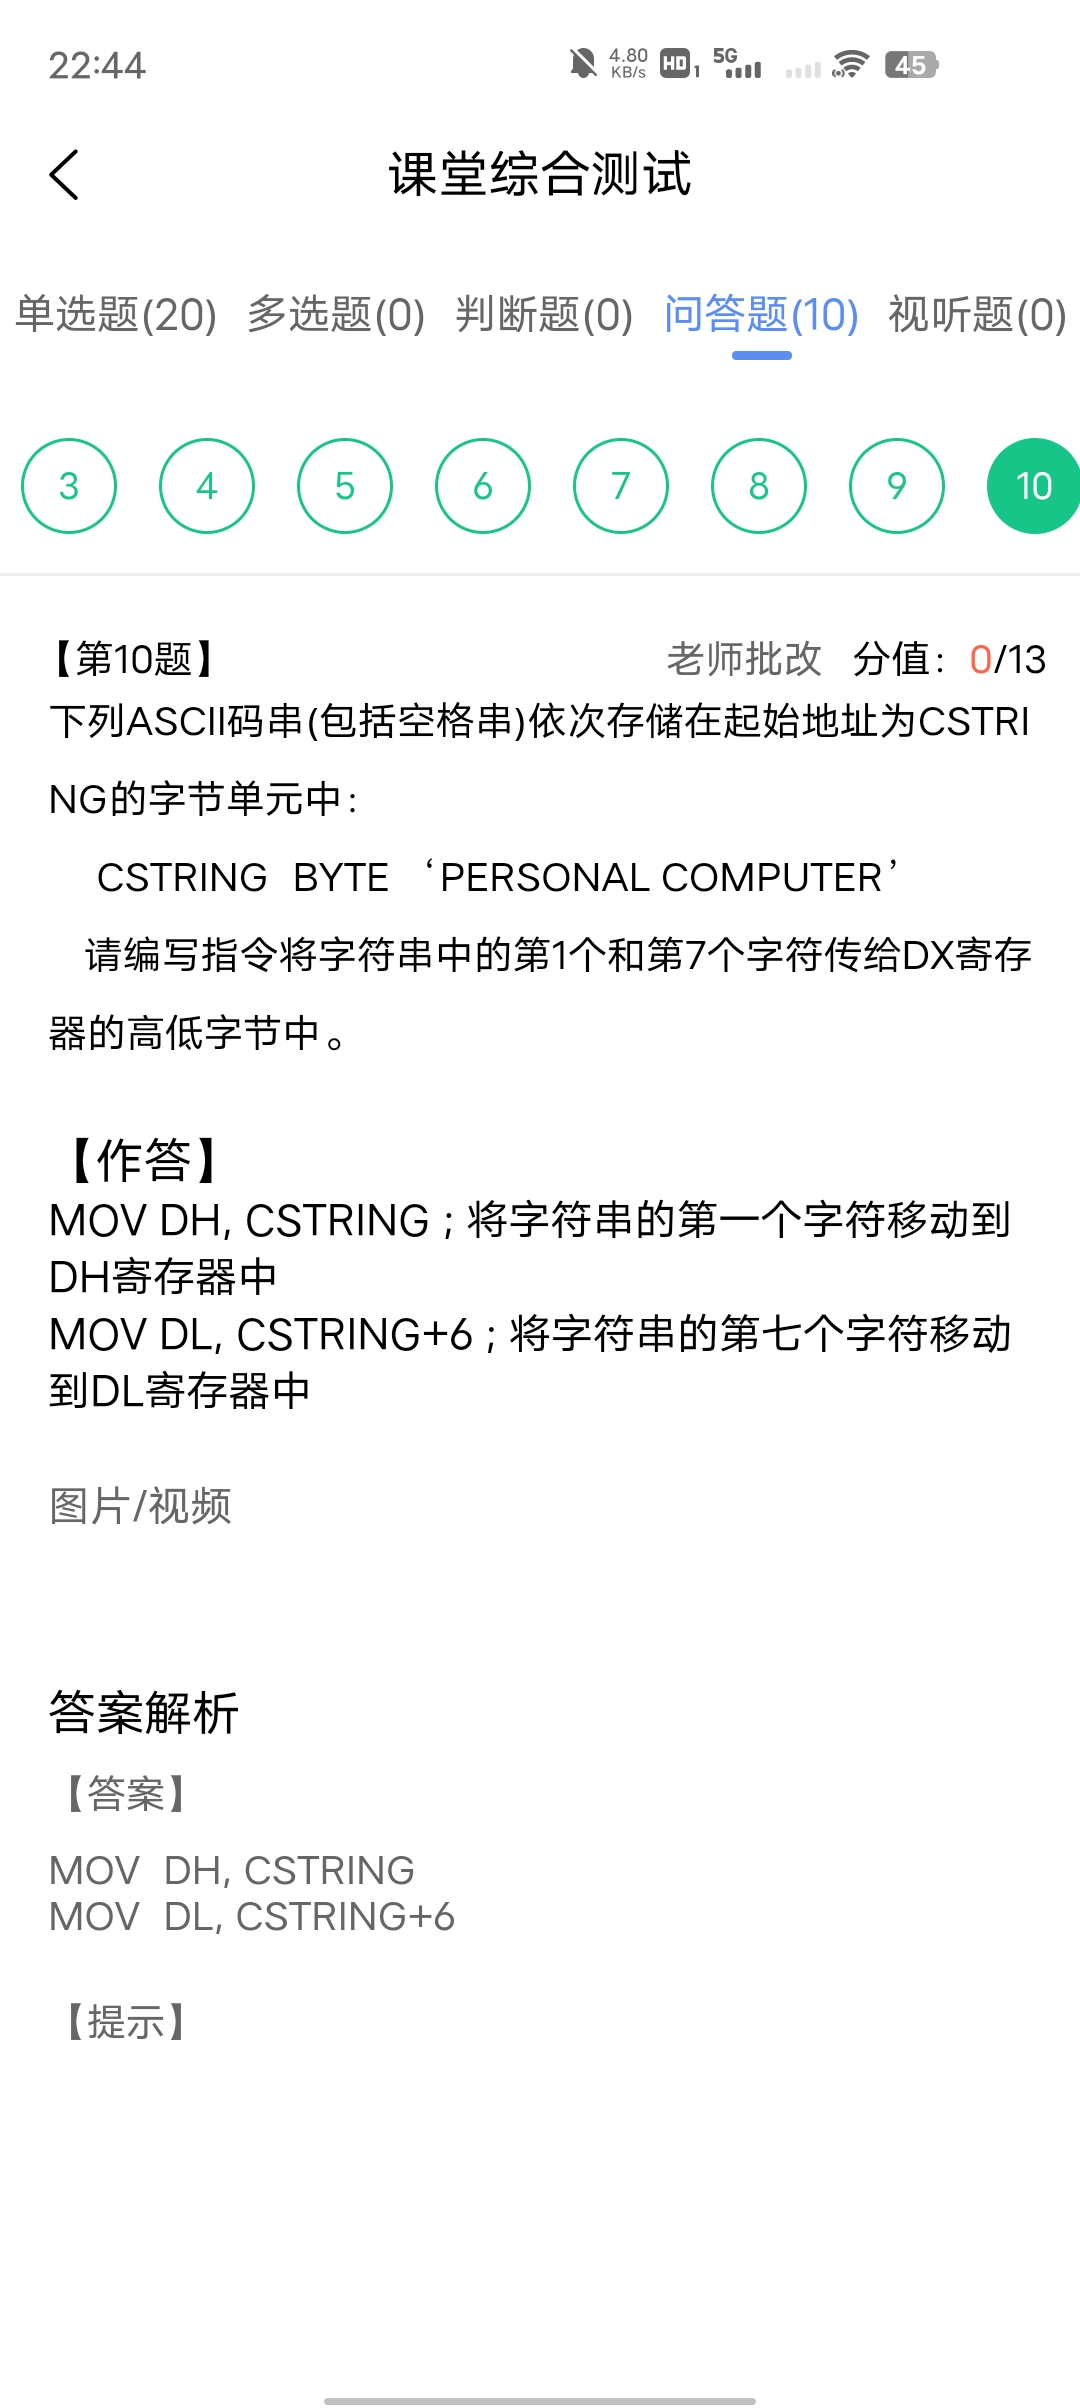 22:44 4.80 KB/s HD 1 5G 45
课堂综合测试
单选题(20) 多选题(0) 判断题(0) 问答题(10) 视听题(0)
3 4 5 6 7 8 9 10
【第10题】 老师批改 分值: 0/13
下列ASCII码串(包括空格串)依次存储在起始地址为CSTRI
NG的字节单元中:
CSTRING BYTE ‘PERSONAL COMPUTER’
请编写指令将字符串中的第1个和第7个字符传给DX寄存
器的高低字节中。
【作答】
MOV DH, CSTRING ; 将字符串的第一个字符移动到
DH寄存器中
MOV DL, CSTRING+6 ; 将字符串的第七个字符移动
到DL寄存器中
图片/视频
答案解析
【答案】
MOV DH, CSTRING
MOV DL, CSTRING+6
【提示】